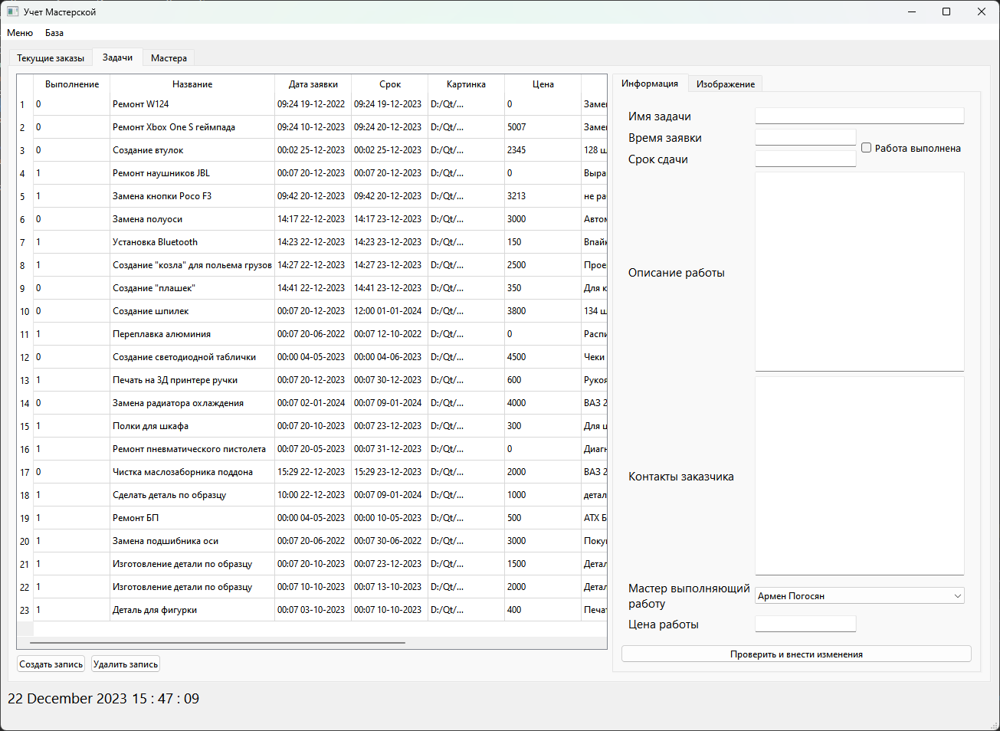 Учет Мастерской
Меню База
Текущие заказы Задачи Мастера
Выполнение Название Дата заявки Срок Картинка Цена
1 0 Ремонт W124 09:24 19-12-2022 09:24 19-12-2023 D:/Qt/... 0 Заме
2 0 Ремонт Xbox One S геймпада 09:24 10-12-2023 09:24 20-12-2023 D:/Qt/... 5007 Заме
3 0 Создание втулок 00:02 25-12-2023 00:02 25-12-2023 D:/Qt/... 2345 128 ш
4 1 Ремонт наушников JBL 00:07 20-12-2023 00:07 20-12-2023 D:/Qt/... 0 Выра
5 1 Замена кнопки Poco F3 09:42 20-12-2023 09:42 20-12-2023 D:/Qt/... 3213 не ра
6 0 Замена полуоси 14:17 22-12-2023 14:17 23-12-2023 D:/Qt/... 3000 Автом
7 1 Установка Bluetooth 14:23 22-12-2023 14:23 23-12-2023 D:/Qt/... 150 Впай
8 1 Создание "козла" для польема грузов 14:27 22-12-2023 14:27 23-12-2023 D:/Qt/... 2500 Прое
9 0 Создание "плашек" 14:41 22-12-2023 14:41 23-12-2023 D:/Qt/... 350 Для к
10 0 Создание шпилек 00:07 20-12-2023 12:00 01-01-2024 D:/Qt/... 3800 134 ш
11 1 Переплавка алюминия 00:07 20-06-2022 00:07 12-10-2022 D:/Qt/... 0 Распи
12 0 Создание светодиодной таблички 00:00 04-05-2023 00:00 04-06-2023 D:/Qt/... 4500 Чеки
13 1 Печать на 3Д принтере ручки 00:07 20-12-2023 00:07 30-12-2023 D:/Qt/... 600 Рукоя
14 0 Замена радиатора охлаждения 00:07 02-01-2024 00:07 09-01-2024 D:/Qt/... 4000 ВАЗ 2
15 1 Полки для шкафа 00:07 20-10-2023 00:07 23-12-2023 D:/Qt/... 300 Для ш
16 1 Ремонт пневматического пистолета 00:07 20-05-2023 00:07 31-12-2023 D:/Qt/... 0 Диагн
17 0 Чистка маслозаборника поддона 15:29 22-12-2023 15:29 23-12-2023 D:/Qt/... 2000 ВАЗ 2
18 1 Сделать деталь по образцу 10:00 22-12-2023 00:07 09-01-2024 D:/Qt/... 1000 детал
19 1 Ремонт БП 00:00 04-05-2023 00:00 10-05-2023 D:/Qt/... 500 АТХ Б
20 1 Замена подшибника оси 00:07 20-06-2022 00:07 30-06-2022 D:/Qt/... 3000 Поку
21 1 Изготовление детали по образцу 00:07 20-10-2023 00:07 23-12-2023 D:/Qt/... 1500 Детал
22 1 Изготовление детали по образцу 00:07 10-10-2023 00:07 13-10-2023 D:/Qt/... 2000 Детал
23 1 Деталь для фигурки 00:07 03-10-2023 00:07 10-10-2023 D:/Qt/... 400 Печат
Создать запись Удалить запись
Информация Изображение
Имя задачи
Время заявки
Работа выполнена
Срок сдачи
Описание работы
Контакты заказчика
Мастер выполняющий
работу
Армен Погосян
Цена работы
Проверить и внести изменения
22 December 2023 15 : 47 : 09